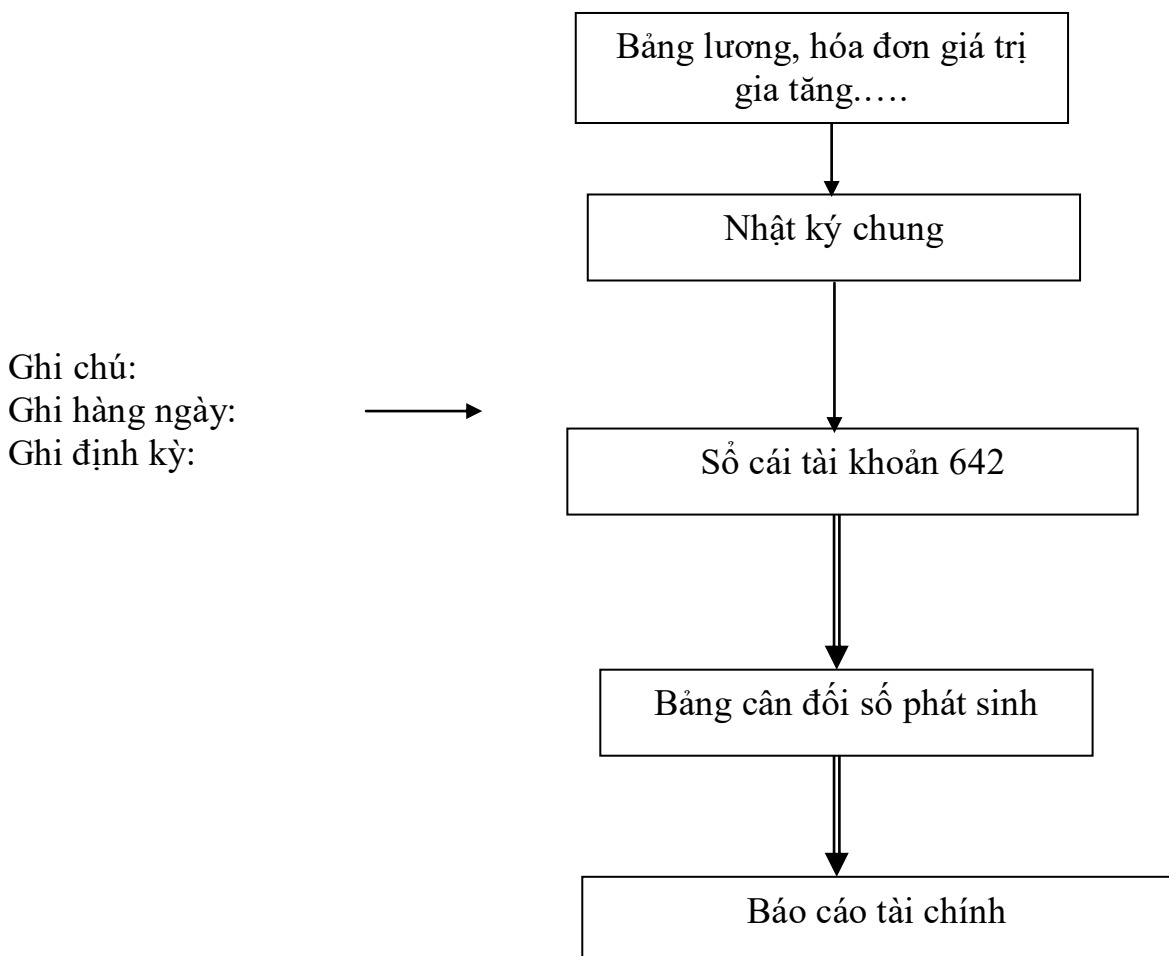 Bảng lương, hóa đơn giá trị
gia tăng.….
Nhật ký chung
Ghi chú:
Ghi hàng ngày:
Ghi định kỳ:
Sổ cái tài khoản 642
Bảng cân đối số phát sinh
Báo cáo tài chính